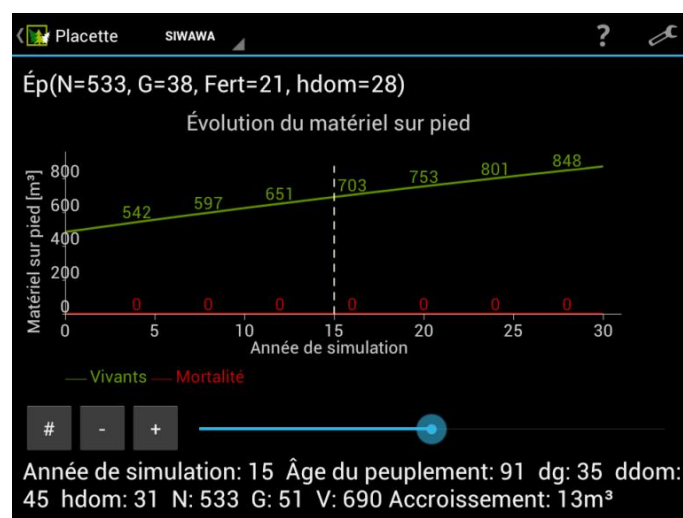 Placette SIWAWA ?
Ép(N=533, G=38, Fert=21, hdom=28)
Évolution du matériel sur pied
Matériel sur pied [m³]
800
600
400
200
0
542 597 651 703 753 801 848
0 0 0 0 0 0 0
0 5 10 15 20 25 30
Année de simulation
Vivants Mortalité
# - +
Année de simulation: 15 Âge du peuplement: 91 dg: 35 ddom:
45 hdom: 31 N: 533 G: 51 V: 690 Accroissement: 13m³